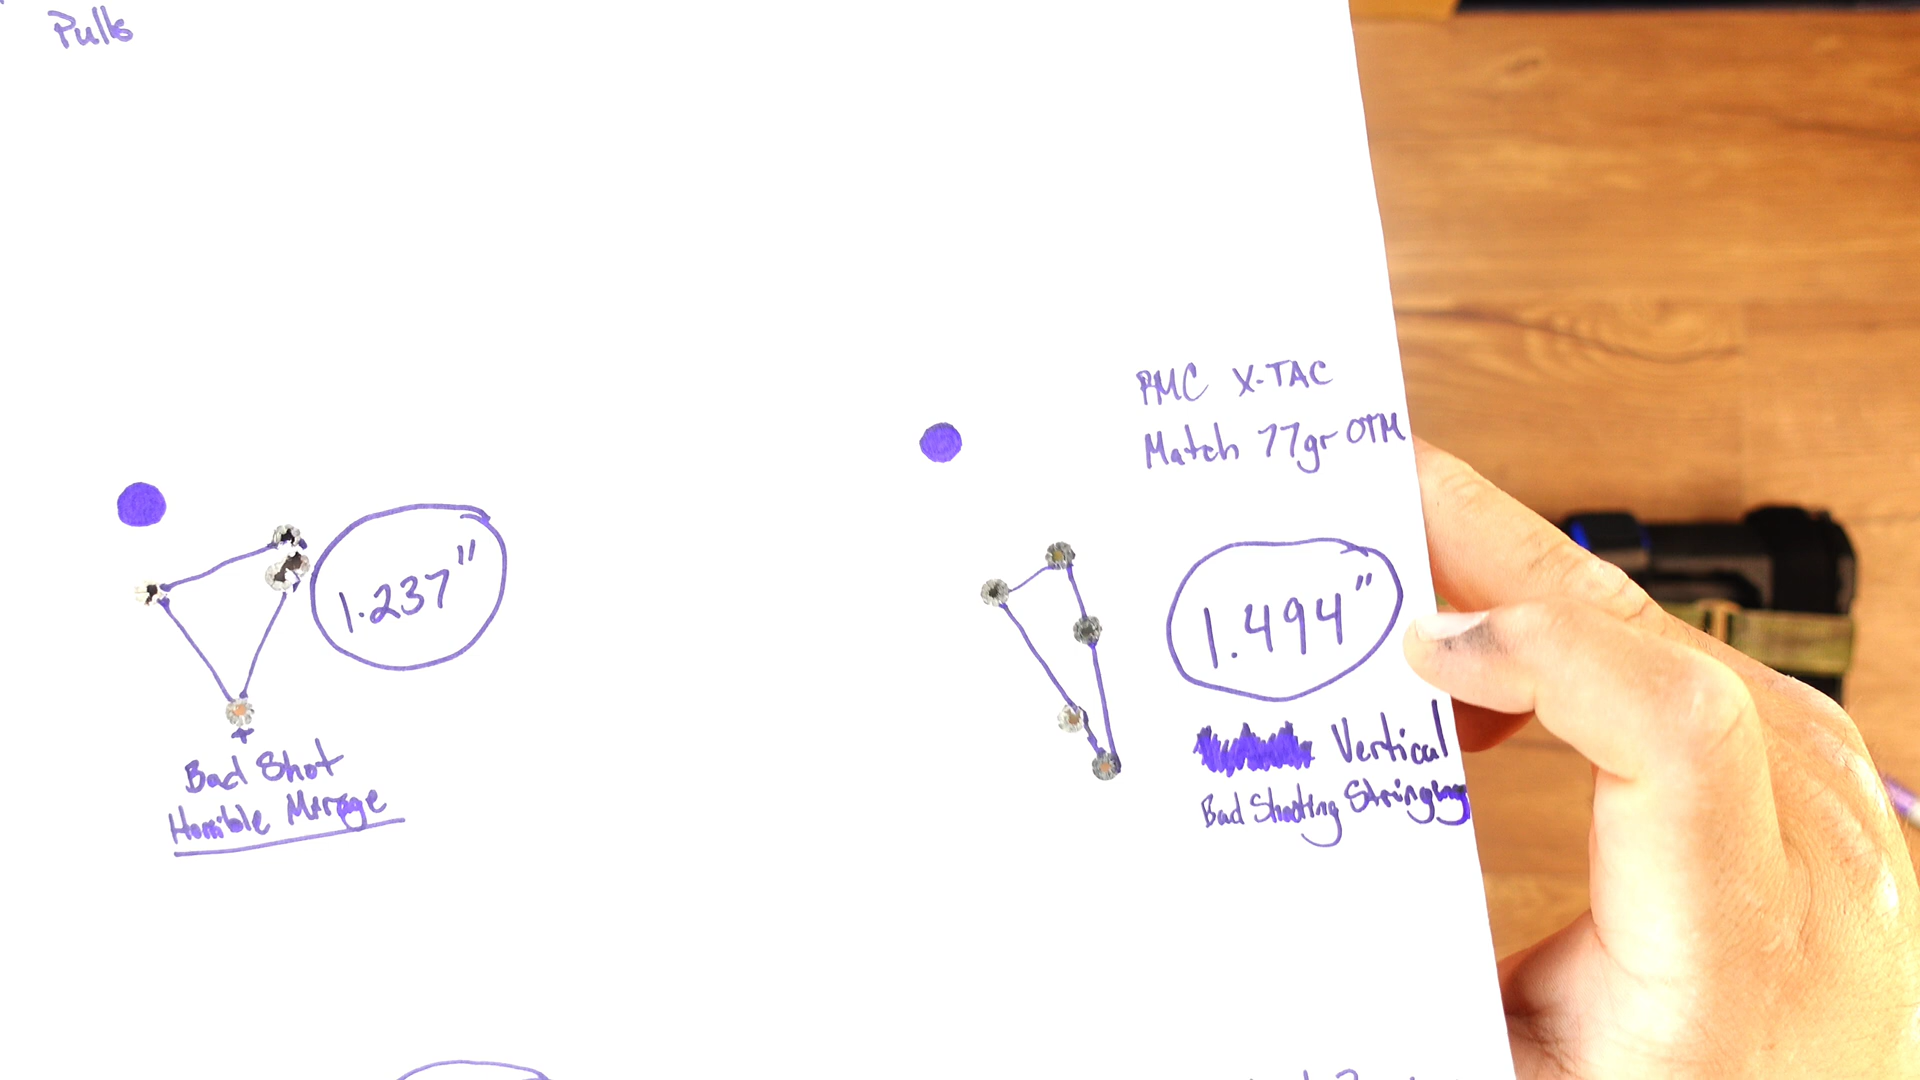 Pulls
PMC X-TAC
Match 77gr OTM
1.237"
1.494"
Bad Shot
Horrible Mirage
Vertical
Bad Shooting Stringing